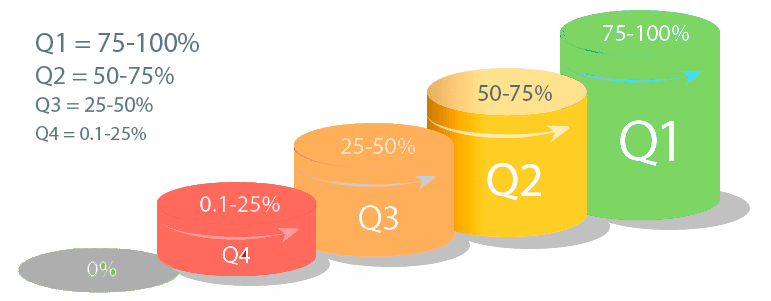 Q1 = 75-100%
Q2 = 50-75%
Q3 = 25-50%
Q4 = 0.1-25%
75-100%
Q1
50-75%
Q2
25-50%
Q3
0.1-25%
Q4
0%